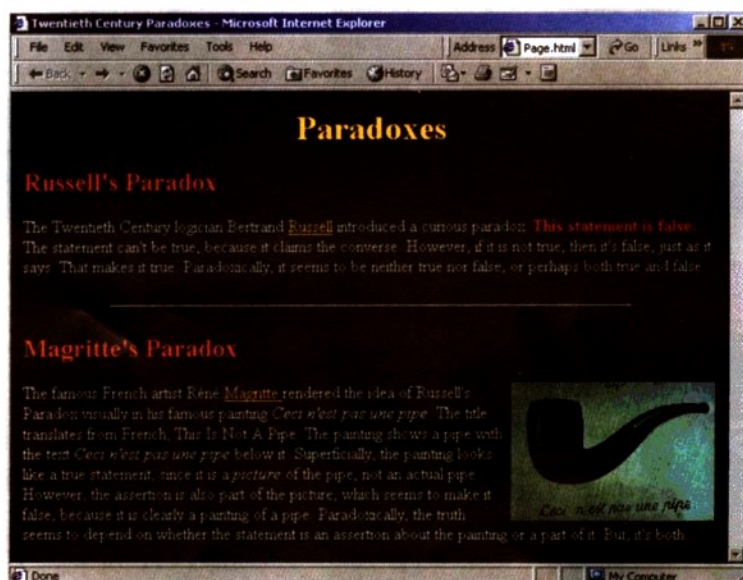 Twentieth Century Paradoxes - Microsoft Internet Explorer
File Edit View Favorites Tools Help Address Page.html Go Links »
Back Search Favorites History
Paradoxes
Russell's Paradox
The Twentieth Century logician Bertrand Russell introduced a curious paradox. This statement is false.
The statement can't be true, because it claims the converse. However, if it is not true, then it's false, just as it
says. That makes it true. Paradoxically, it seems to be neither true nor false, or perhaps both true and false.
Magritte's Paradox
The famous French artist Réné Magritte rendered the idea of Russell's
Paradox visually in his famous painting Ceci n'est pas une pipe. The title
translates from French, This Is Not A Pipe. The painting shows a pipe with
the text Ceci n'est pas une pipe below it. Superficially, the painting looks
like a true statement, since it is a picture of the pipe, not an actual pipe.
However, the assertion is also part of the picture, which seems to make it
false, because it is clearly a painting of a pipe. Paradoxically, the truth
seems to depend on whether the statement is an assertion about the painting or a part of it. But, it's both.
Ceci n'est pas une pipe.
Done My Computer